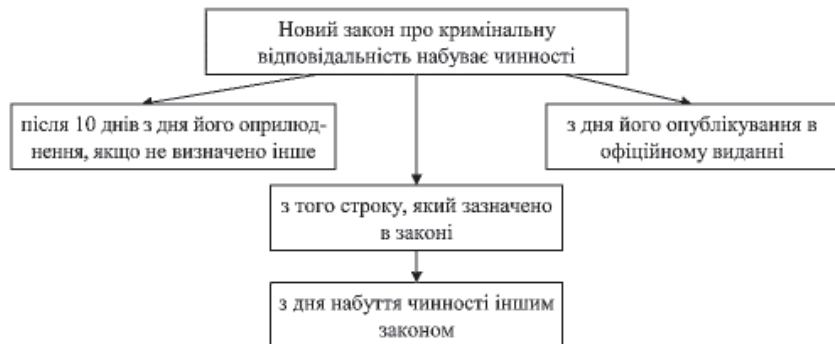 Новий закон про кримінальну
відповідальність набуває чинності
після 10 днів з дня його оприлюд-
нення, якщо не визначено інше
з дня його опублікування в
офіційному виданні
з того строку, який зазначено
в законі
з дня набуття чинності іншим
законом